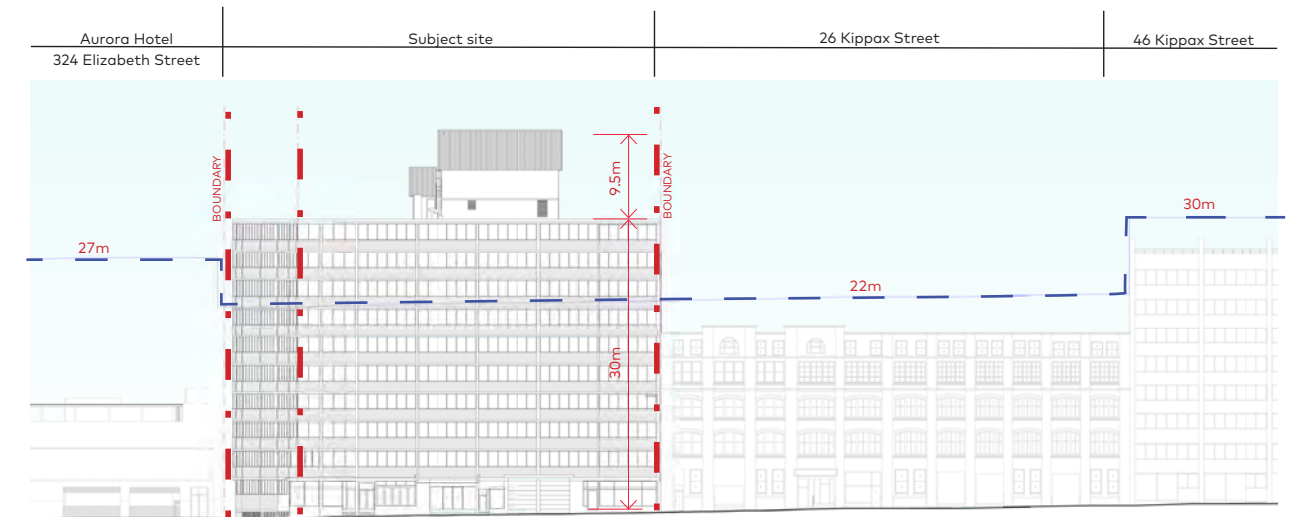 Aurora Hotel
324 Elizabeth Street
Subject site
26 Kippax Street
46 Kippax Street
BOUNDARY
9.5m
BOUNDARY
30m
27m
22m
30m